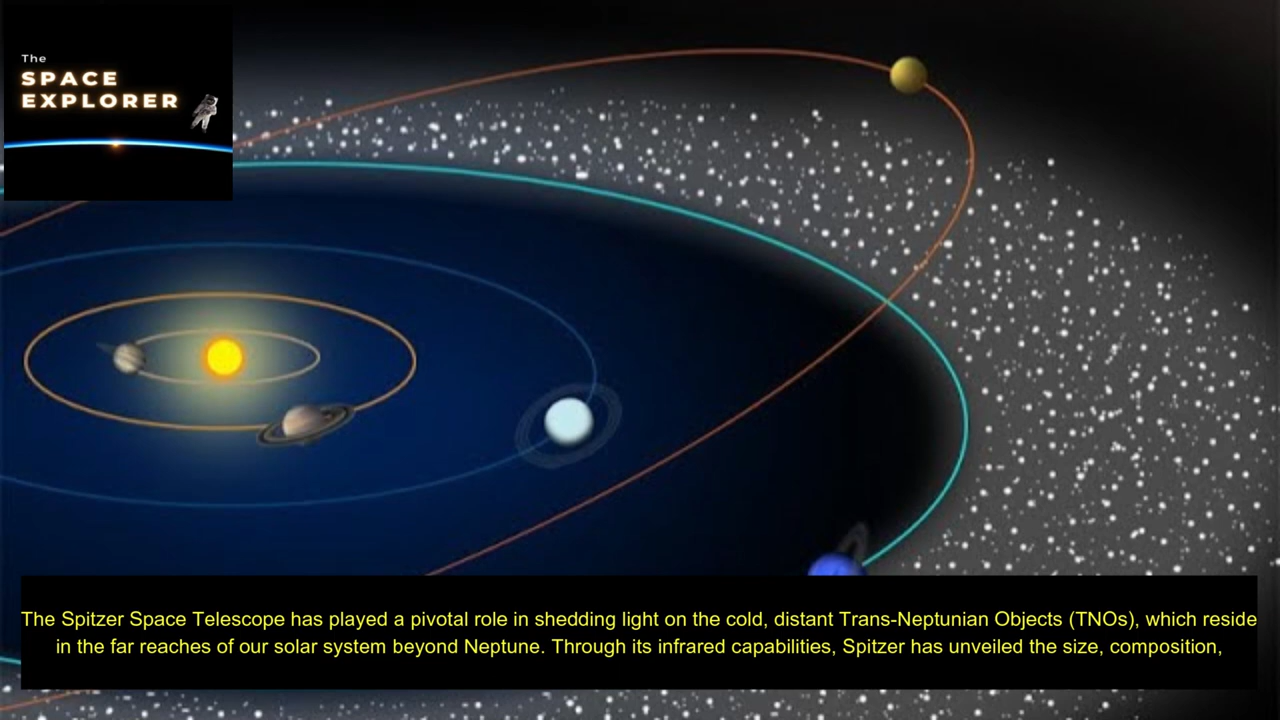 The
SPACE
EXPLORER
The Spitzer Space Telescope has played a pivotal role in shedding light on the cold, distant Trans-Neptunian Objects (TNOs), which reside
in the far reaches of our solar system beyond Neptune. Through its infrared capabilities, Spitzer has unveiled the size, composition,